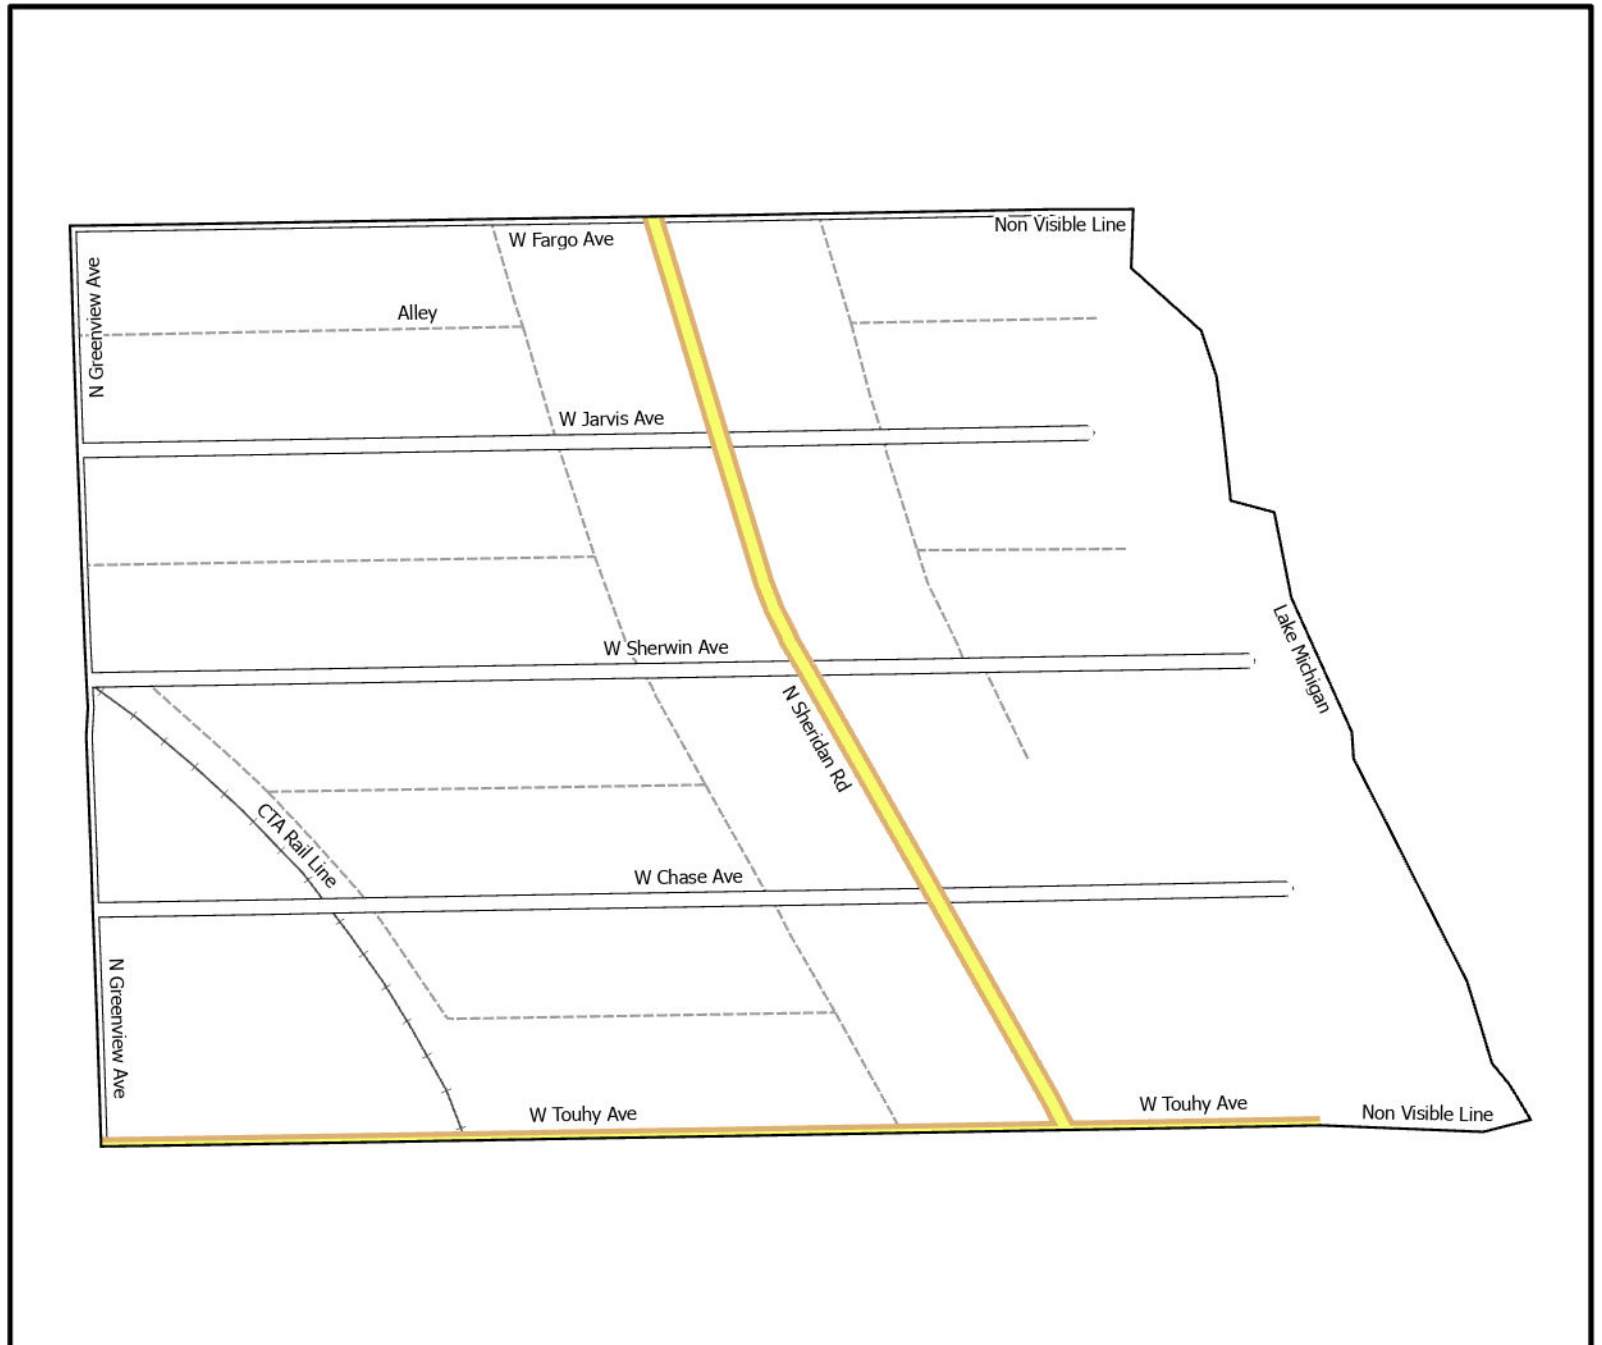 Non Visible Line
W Fargo Ave
N Greenview Ave
Alley
W Jarvis Ave
W Sherwin Ave
Lake Michigan
N Sheridan Rd
CTA Rail Line
W Chase Ave
N Greenview Ave
W Touhy Ave
W Touhy Ave
Non Visible Line